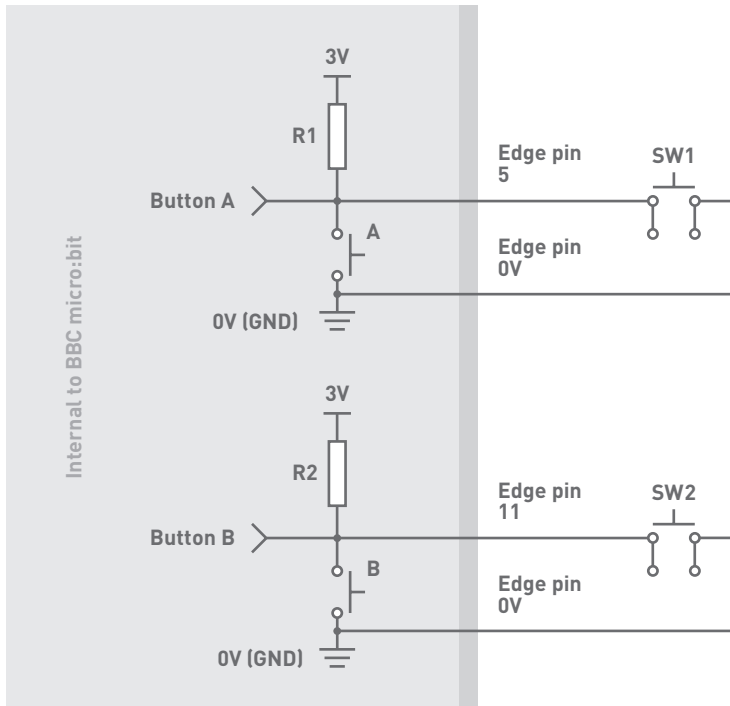 3V
R1
Edge pin
5
SW1
Button A
A
Edge pin
0V
0V (GND)
Internal to BBC micro:bit
3V
R2
Edge pin
11
SW2
Button B
B
Edge pin
0V
0V (GND)